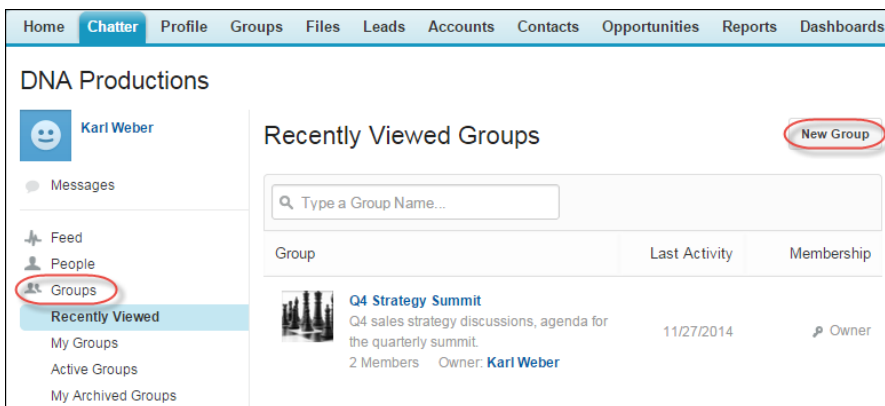 Home Chatter Profile Groups Files Leads Accounts Contacts Opportunities Reports Dashboards
DNA Productions
Karl Weber
Messages
Feed
People
Groups
Recently Viewed
My Groups
Active Groups
My Archived Groups
Recently Viewed Groups
New Group
Type a Group Name...
Group Last Activity Membership
Q4 Strategy Summit
Q4 sales strategy discussions, agenda for
the quarterly summit.
2 Members Owner: Karl Weber
11/27/2014
Owner